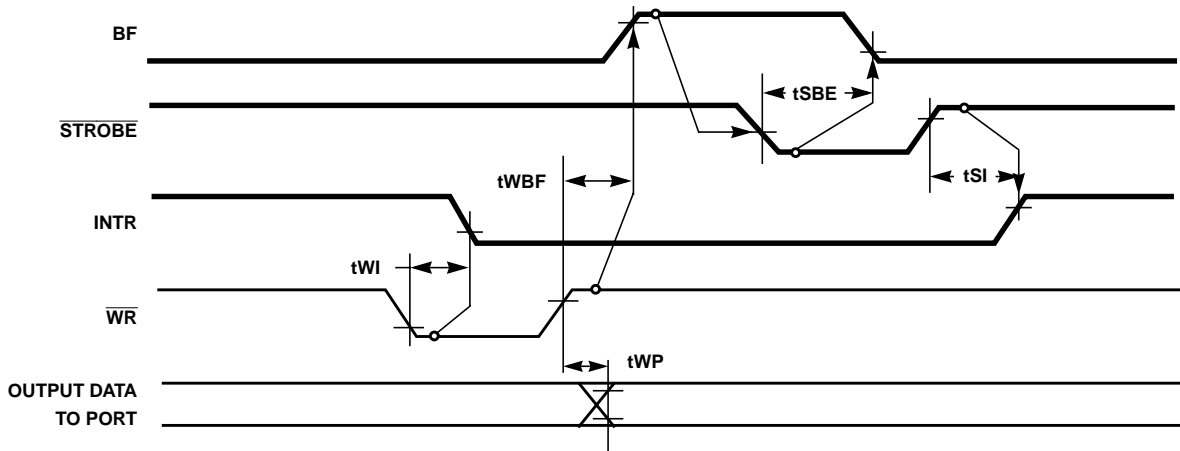 BF
tSBE
STROBE
tWBF
tSI
INTR
tWI
WR
tWP
OUTPUT DATA
TO PORT